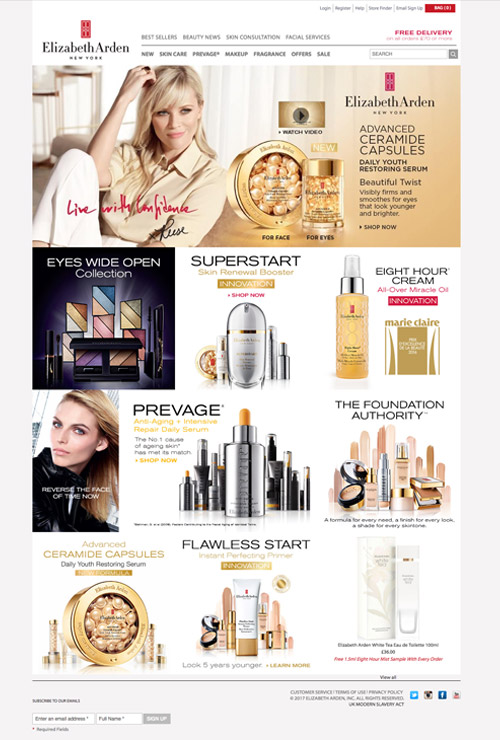 Login | Register | Help | Store Finder | Email Sign Up
BAG ( 0 )
Elizabeth Arden
NEW YORK
BEST SELLERS BEAUTY NEWS SKIN CONSULTATION FACIAL SERVICES
FREE DELIVERY
on all orders £70 or more
NEW SKIN CARE PREVAGE® MAKEUP FRAGRANCE OFFERS SALE
SEARCH
Elizabeth Arden
NEW YORK
WATCH VIDEO
NEW
ADVANCED
CERAMIDE
CAPSULES
DAILY YOUTH
RESTORING SERUM
Beautiful Twist
Visibly firms and
smoothes for eyes
that look younger
and brighter.
SHOP NOW
Live with Confidence
Reese
FOR FACE
FOR EYES
EYES WIDE OPEN
Collection
SUPERSTART
Skin Renewal Booster
INNOVATION
SHOP NOW
EIGHT HOUR®
CREAM
All-Over Miracle Oil
INNOVATION
marie claire
PRIX
D'EXCELLENCE
DE LA BEAUTÉ
2016
REVERSE THE FACE
OF TIME NOW
PREVAGE®
Anti-Aging + Intensive
Repair Daily Serum
The No.1 cause
of ageing skin*
has met its match.
SHOP NOW
THE FOUNDATION
AUTHORITY™
A formula for every need, a finish for every look,
a shade for every skintone.
Advanced
CERAMIDE CAPSULES
Daily Youth Restoring Serum
NEW FORMULA
FLAWLESS START
Instant Perfecting Primer
INNOVATION
Look 5 years younger.
LEARN MORE
Elizabeth Arden White Tea Eau de Toilette 100ml
£36.00
Free 1.5ml Eight Hour Mist Sample With Every Order
View all
SUBSCRIBE TO OUR EMAILS
CUSTOMER SERVICE | TERMS OF USE | PRIVACY POLICY
© 2017 ELIZABETH ARDEN, INC. ALL RIGHTS RESERVED.
UK MODERN SLAVERY ACT
Enter an email address *
Full Name *
SIGN UP
* Required Fields